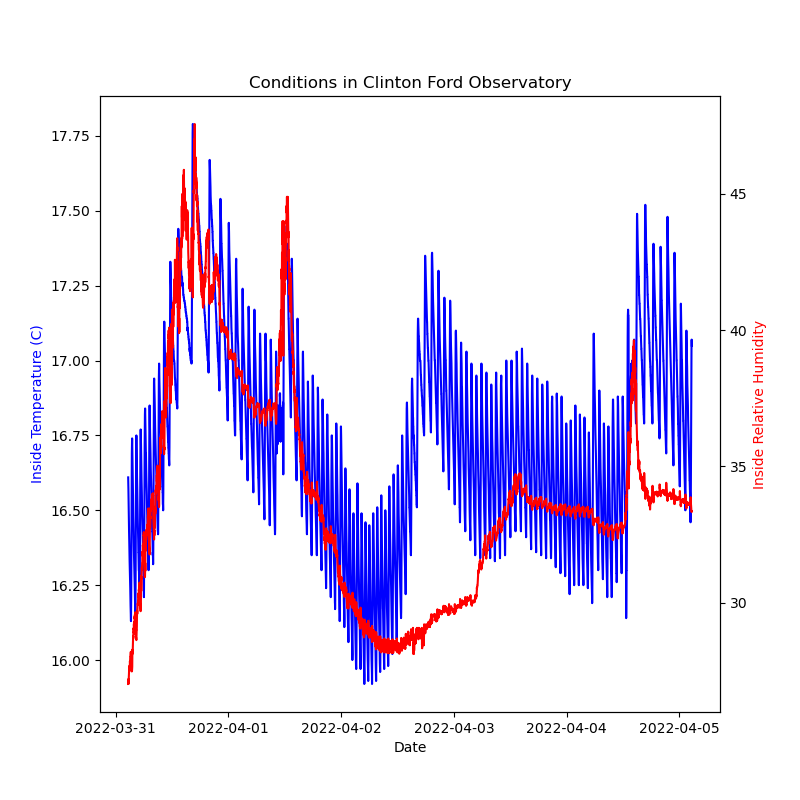 Conditions in Clinton Ford Observatory
17.75
17.50
17.25
17.00
16.75
16.50
16.25
16.00
Inside Temperature (C)
45
40
35
30
Inside Relative Humidity
2022-03-31 2022-04-01 2022-04-02 2022-04-03 2022-04-04 2022-04-05
Date